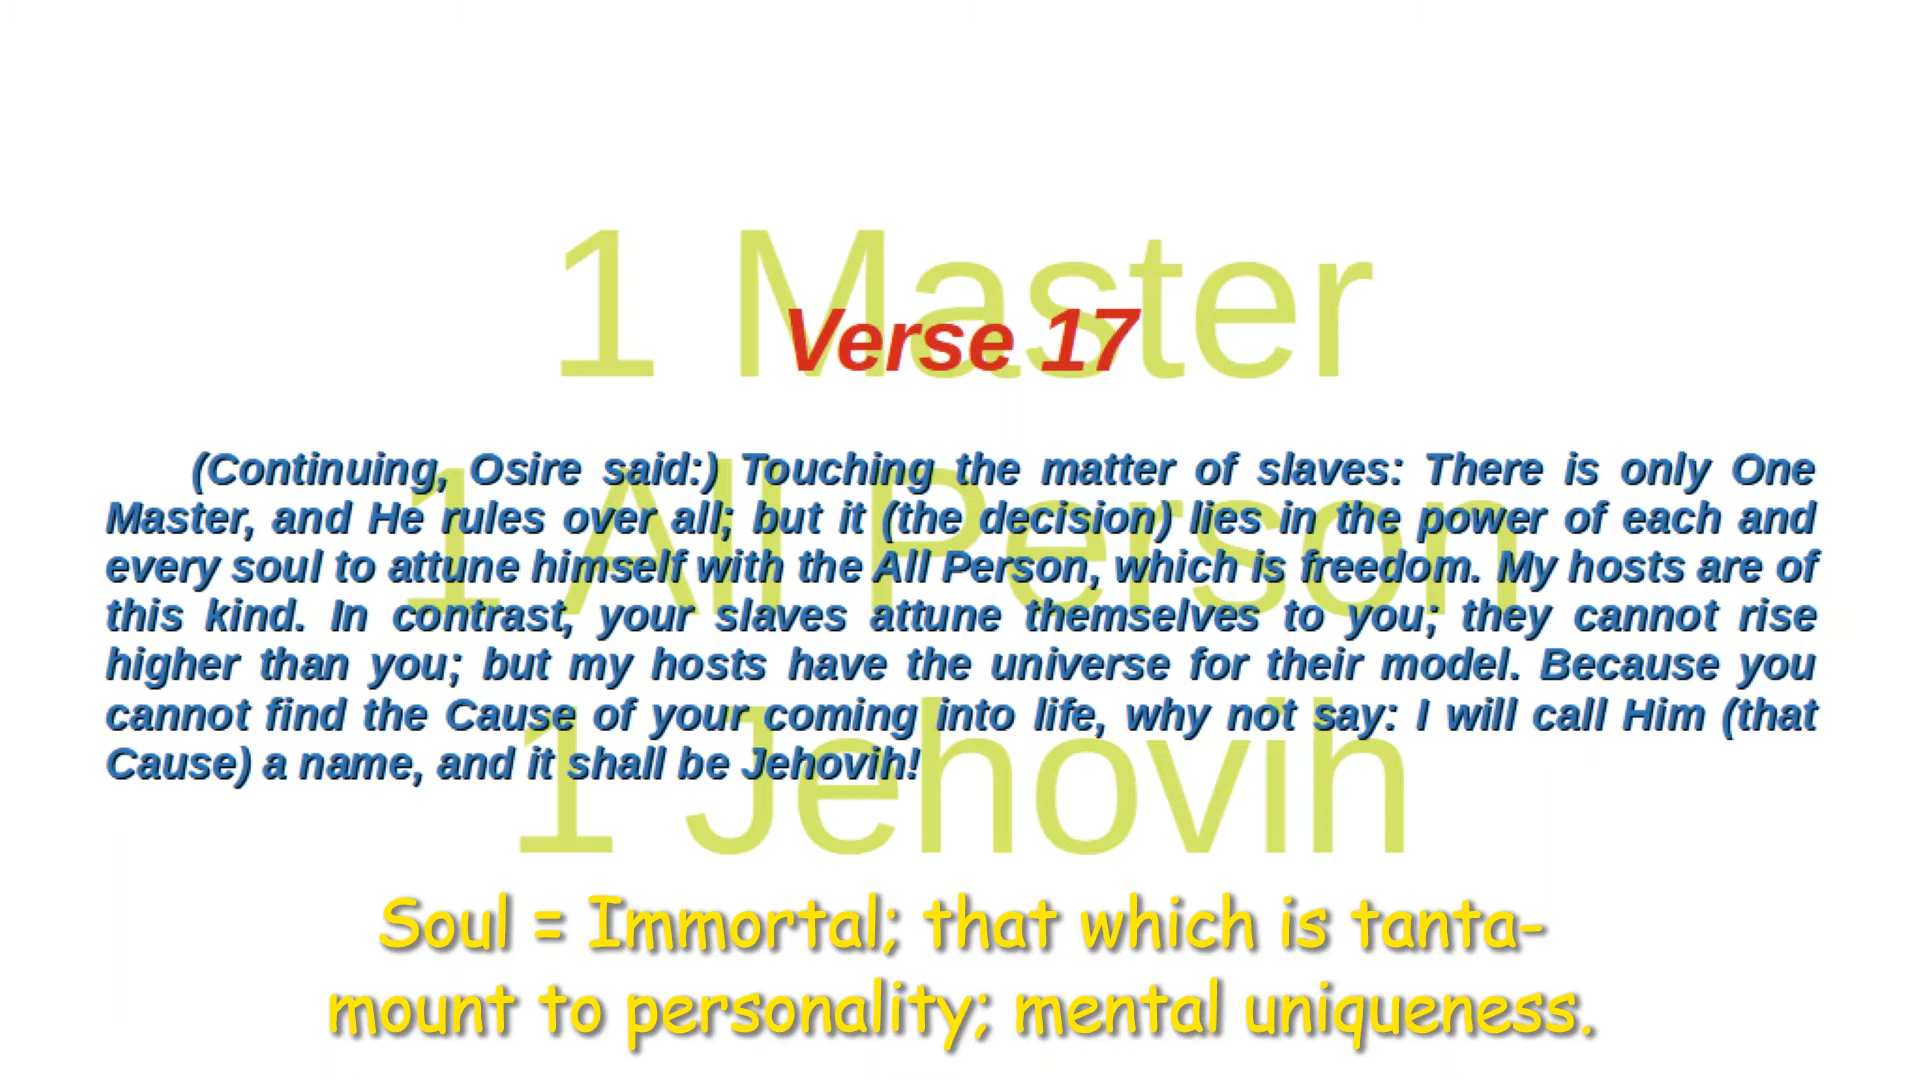 1 Master
Verse 17
1 All Person
(Continuing, Osire said:) Touching the matter of slaves: There is only One
Master, and He rules over all; but it (the decision) lies in the power of each and
every soul to attune himself with the All Person, which is freedom. My hosts are of
this kind. In contrast, your slaves attune themselves to you; they cannot rise
higher than you; but my hosts have the universe for their model. Because you
cannot find the Cause of your coming into life, why not say: I will call Him (that
Cause) a name, and it shall be Jehovih!
1 Jehovih
Soul = Immortal; that which is tanta-
mount to personality; mental uniqueness.